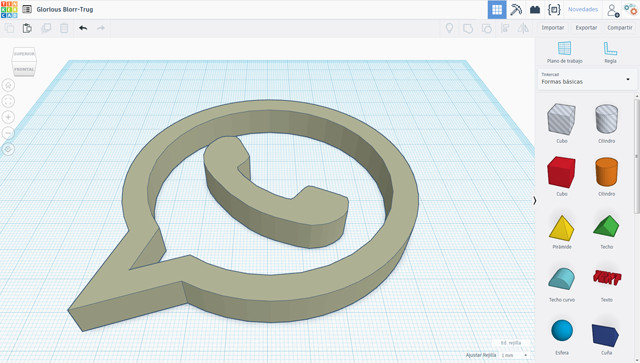 TIN
KER
CAD
Glorious Blorr-Trug
Novedades
Importar
Exportar
Compartir
SUPERIOR
FRONTAL
Plano de trabajo
Regla
Tinkercad
Formas básicas
Cubo
Cilindro
Cubo
Cilindro
Pirámide
Techo
Techo curvo
Texto
Esfera
Cuña
Edit. rejilla
Ajustar Rejilla
1 mm